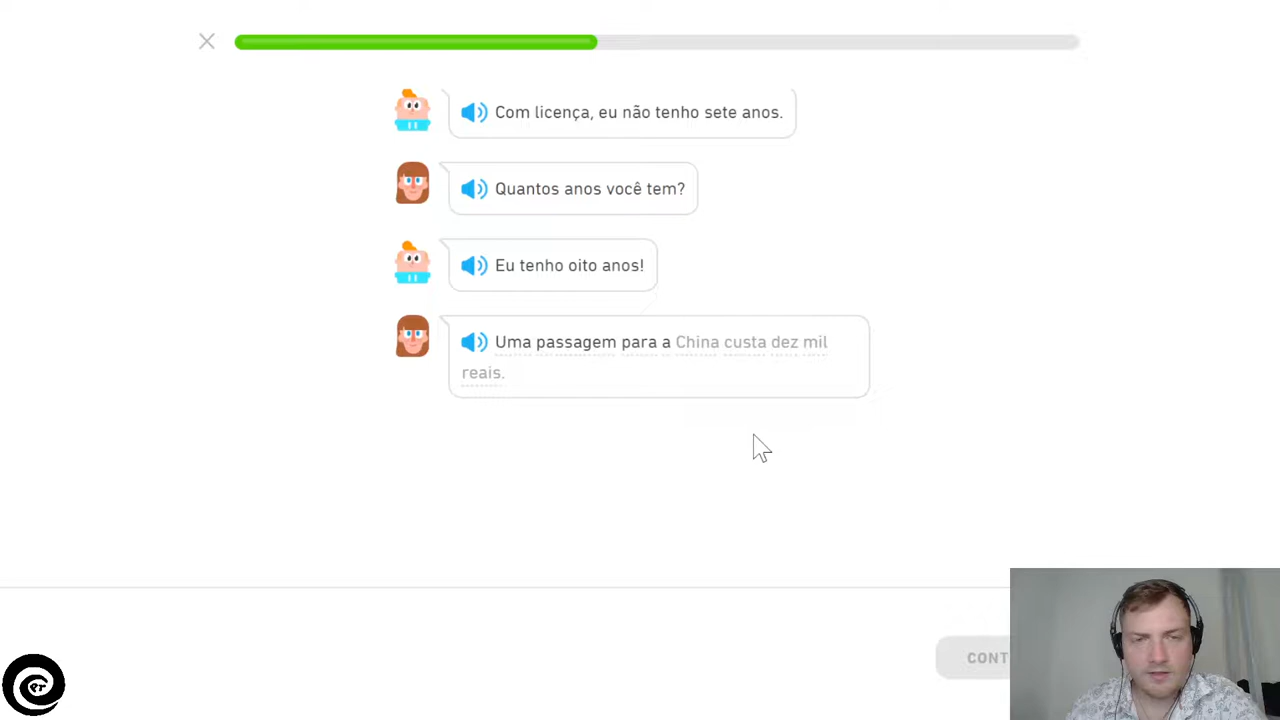 Com licença, eu não tenho sete anos.
Quantos anos você tem?
Eu tenho oito anos!
Uma passagem para a China custa dez mil
reais.
CONT